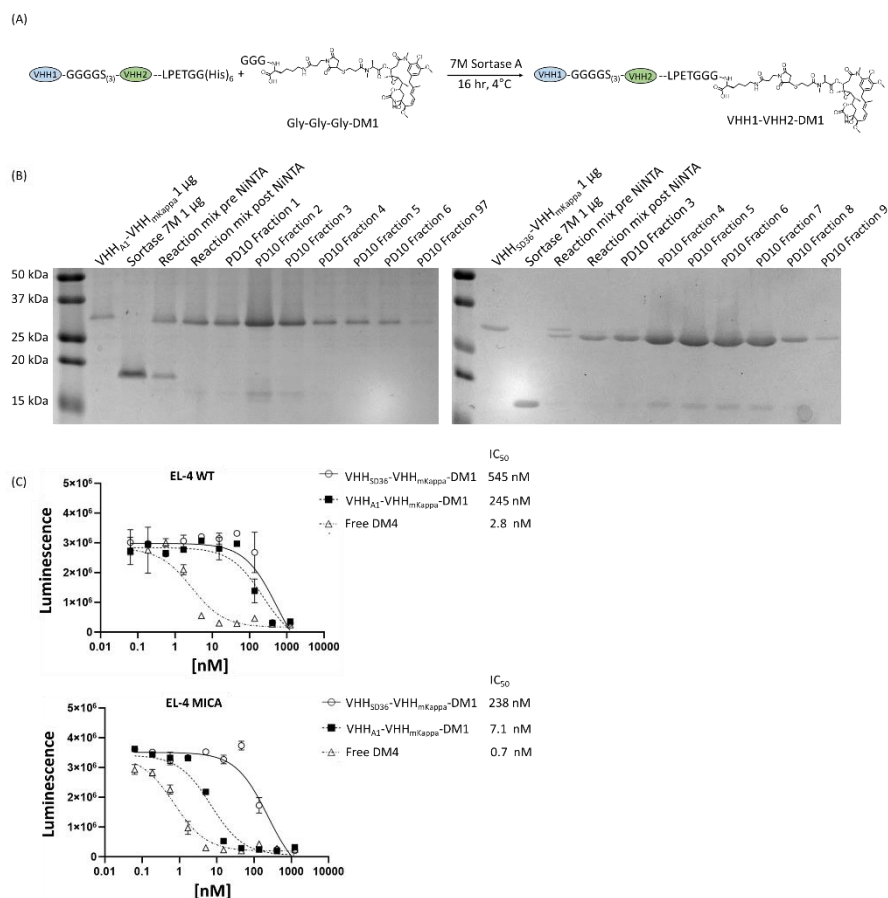 (A)
VHH1 -GGGGS(3)- VHH2 --LPETGG(His)6 + GGG
7M Sortase A
16 hr, 4°C
VHH1 -GGGGS(3)- VHH2 --LPETGGG
Gly-Gly-Gly-DM1
VHH1-VHH2-DM1
(B)
VHHA1-VHHmKappa 1 µg
Sortase 7M 1 µg
Reaction mix pre NiNTA
Reaction mix post NiNTA
PD10 Fraction 1
PD10 Fraction 2
PD10 Fraction 3
PD10 Fraction 4
PD10 Fraction 5
PD10 Fraction 6
PD10 Fraction 97
VHHSD36-VHHmKappa 1 µg
Sortase 7M 1 µg
Reaction mix pre NiNTA
Reaction mix post NiNTA
PD10 Fraction 3
PD10 Fraction 4
PD10 Fraction 5
PD10 Fraction 6
PD10 Fraction 7
PD10 Fraction 8
PD10 Fraction 9
50 kDa
37 kDa
25 kDa
20 kDa
15 kDa
(C)
EL-4 WT
Luminescence
5×10⁶
4×10⁶
3×10⁶
2×10⁶
1×10⁶
0
0.01 0.1 1 10 100 1000 10000
[nM]
IC50
VHHSD36-VHHmKappa-DM1 545 nM
VHHA1-VHHmKappa-DM1 245 nM
Free DM4 2.8 nM
EL-4 MICA
Luminescence
5×10⁶
4×10⁶
3×10⁶
2×10⁶
1×10⁶
0
0.01 0.1 1 10 100 1000 10000
[nM]
IC50
VHHSD36-VHHmKappa-DM1 238 nM
VHHA1-VHHmKappa-DM1 7.1 nM
Free DM4 0.7 nM